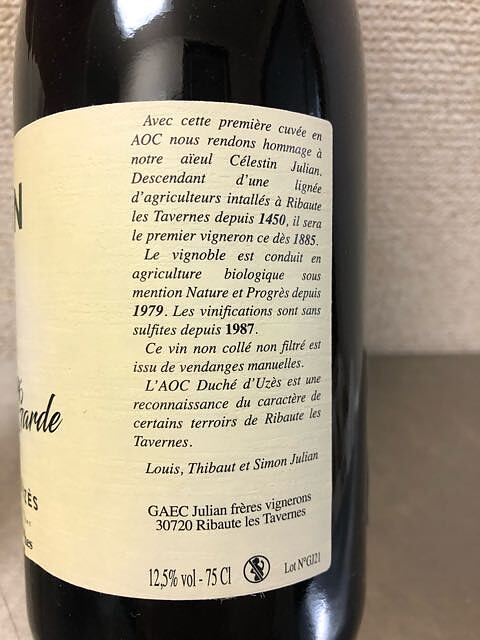 Avec cette première cuvée en
AOC nous rendons hommage à
notre aïeul Célestin Julian.
Descendant d'une lignée
d'agriculteurs intallés à Ribaute
les Tavernes depuis 1450, il sera
le premier vigneron ce dès 1885.
Le vignoble est conduit en
agriculture biologique sous
mention Nature et Progrès depuis
1979. Les vinifications sont sans
sulfites depuis 1987.
Ce vin non collé non filtré est
issu de vendanges manuelles.
L'AOC Duché d'Uzès est une
reconnaissance du caractère de
certains terroirs de Ribaute les
Tavernes.
Louis, Thibaut et Simon Julian
GAEC Julian frères vignerons
30720 Ribaute les Tavernes
12,5% vol - 75 Cl
Lot N°GJ21
N
garde
ZÈS